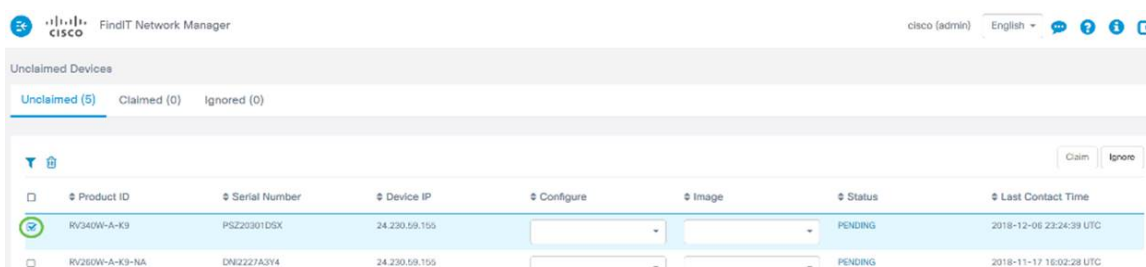 CISCO FindIT Network Manager cisco (admin) English
Unclaimed Devices
Unclaimed (5) Claimed (0) Ignored (0)
Claim Ignore
Product ID Serial Number Device IP Configure Image Status Last Contact Time
RV340W-A-K9 PSZ20301DSX 24.230.59.155 PENDING 2018-12-06 23:24:39 UTC
RV260W-A-K9-NA DNI2227A3Y4 24.230.59.155 PENDING 2018-11-17 16:02:28 UTC